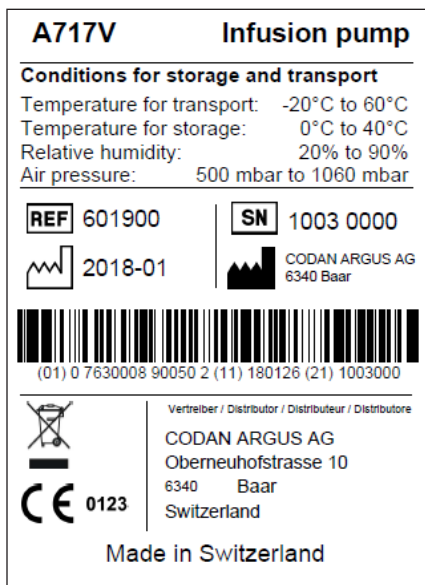 A717V Infusion pump
Conditions for storage and transport
Temperature for transport: -20°C to 60°C
Temperature for storage: 0°C to 40°C
Relative humidity: 20% to 90%
Air pressure: 500 mbar to 1060 mbar
REF 601900
SN 1003 0000
2018-01
CODAN ARGUS AG
6340 Baar
(01) 0 7630008 90050 2 (11) 180126 (21) 1003000
Vertreiber / Distributor / Distributeur / Distributore
CODAN ARGUS AG
Oberneuhofstrasse 10
6340 Baar
Switzerland
CE 0123
Made in Switzerland